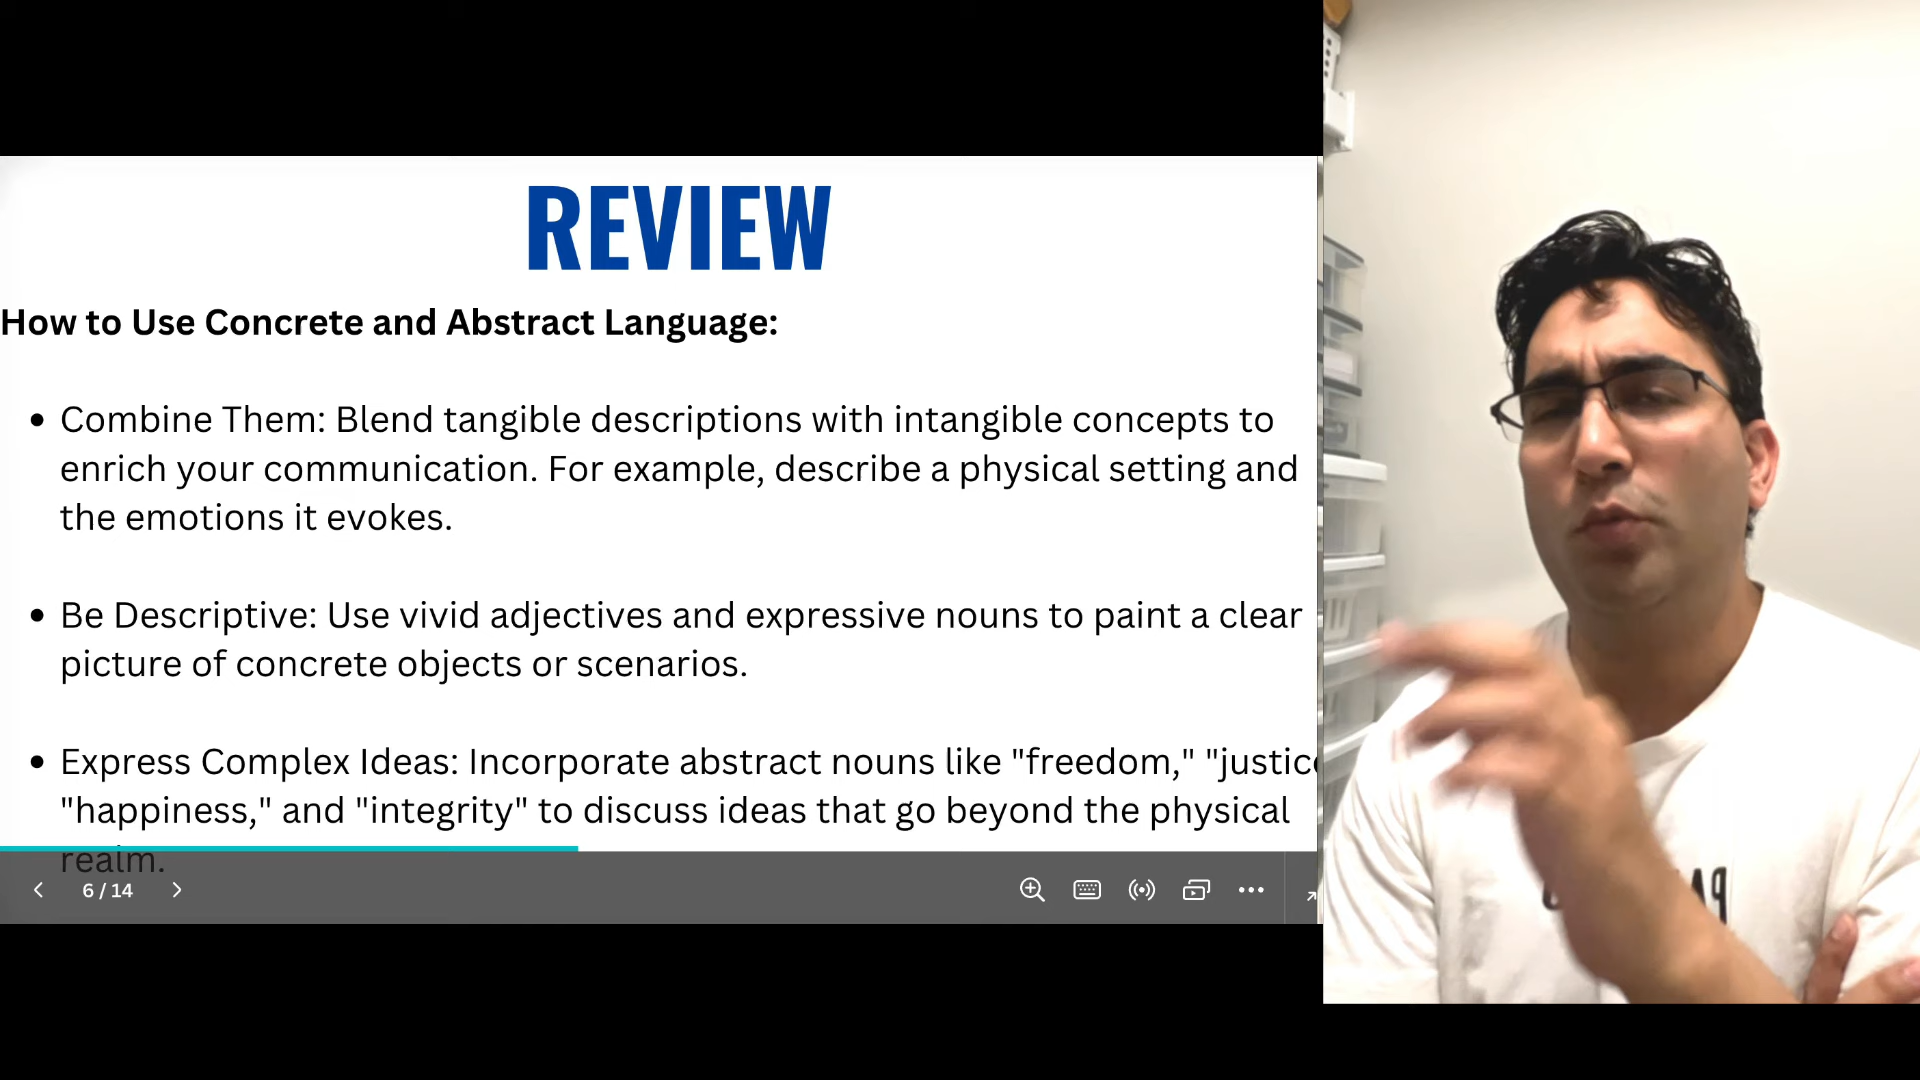 REVIEW
How to Use Concrete and Abstract Language:
• Combine Them: Blend tangible descriptions with intangible concepts to
enrich your communication. For example, describe a physical setting and
the emotions it evokes.
• Be Descriptive: Use vivid adjectives and expressive nouns to paint a clear
picture of concrete objects or scenarios.
• Express Complex Ideas: Incorporate abstract nouns like "freedom," "justice
"happiness," and "integrity" to discuss ideas that go beyond the physical
realm.
6 / 14